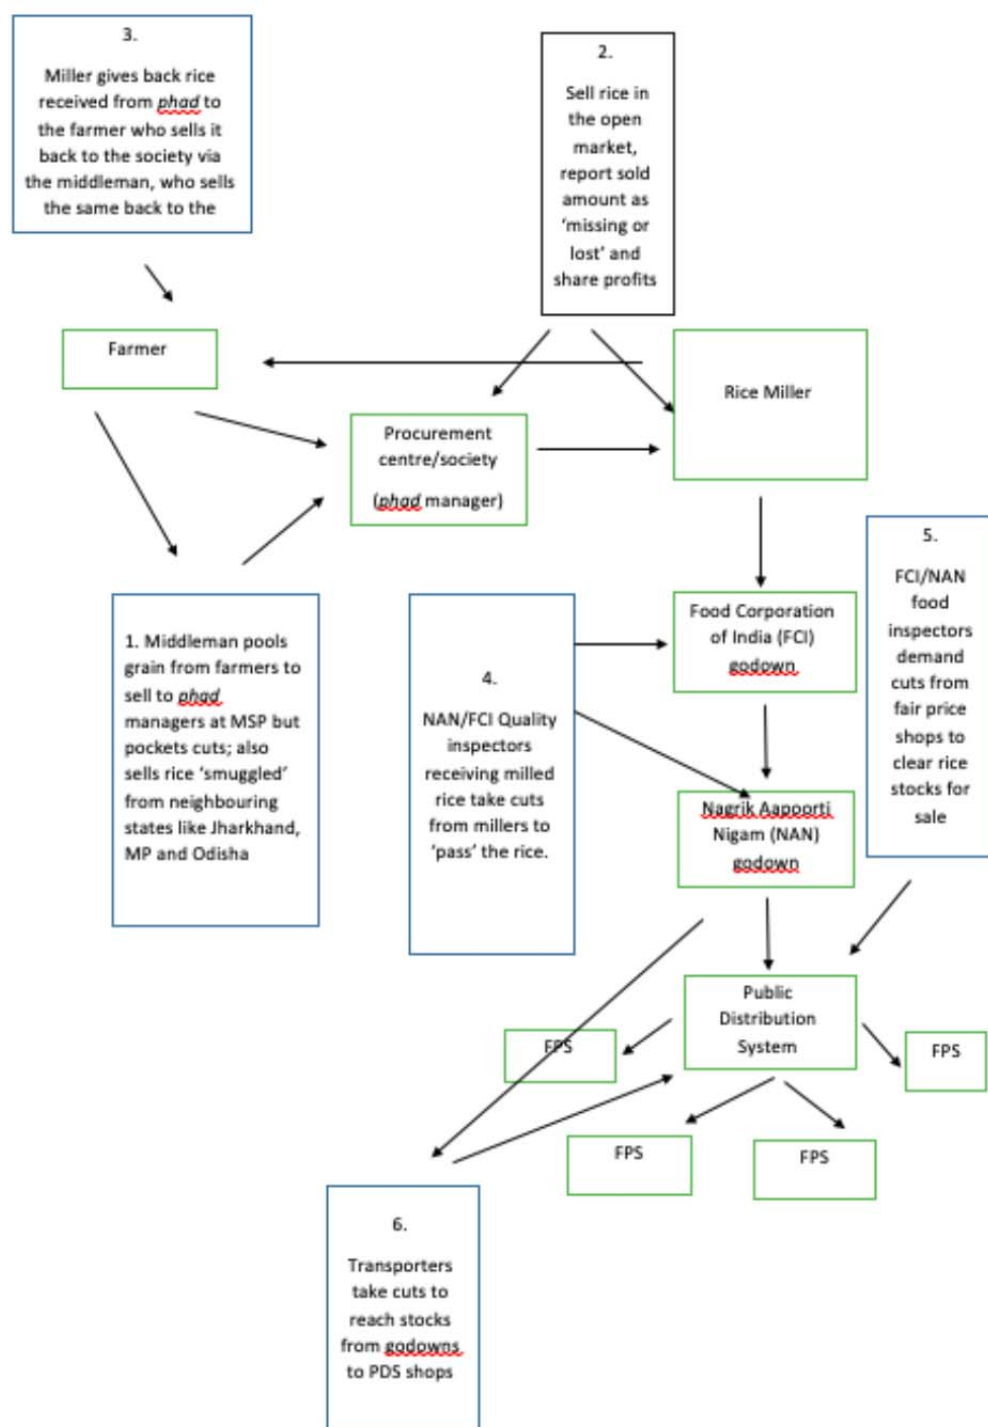 3.
Miller gives back rice
received from phad to
the farmer who sells it
back to the society via
the middleman, who sells
the same back to the
2.
Sell rice in
the open
market,
report sold
amount as
‘missing or
lost’ and
share profits
Farmer
Rice Miller
Procurement
centre/society
(phad manager)
5.
FCI/NAN
food
inspectors
demand
cuts from
fair price
shops to
clear rice
stocks for
sale
1. Middleman pools
grain from farmers to
sell to phad
managers at MSP but
pockets cuts; also
sells rice ‘smuggled’
from neighbouring
states like Jharkhand,
MP and Odisha
4.
NAN/FCI Quality
inspectors
receiving milled
rice take cuts
from millers to
‘pass’ the rice.
Food Corporation
of India (FCI)
godown
Nagrik Aapoorti
Nigam (NAN)
godown
Public
Distribution
System
FPS
FPS
FPS
FPS
6.
Transporters
take cuts to
reach stocks
from godowns
to PDS shops